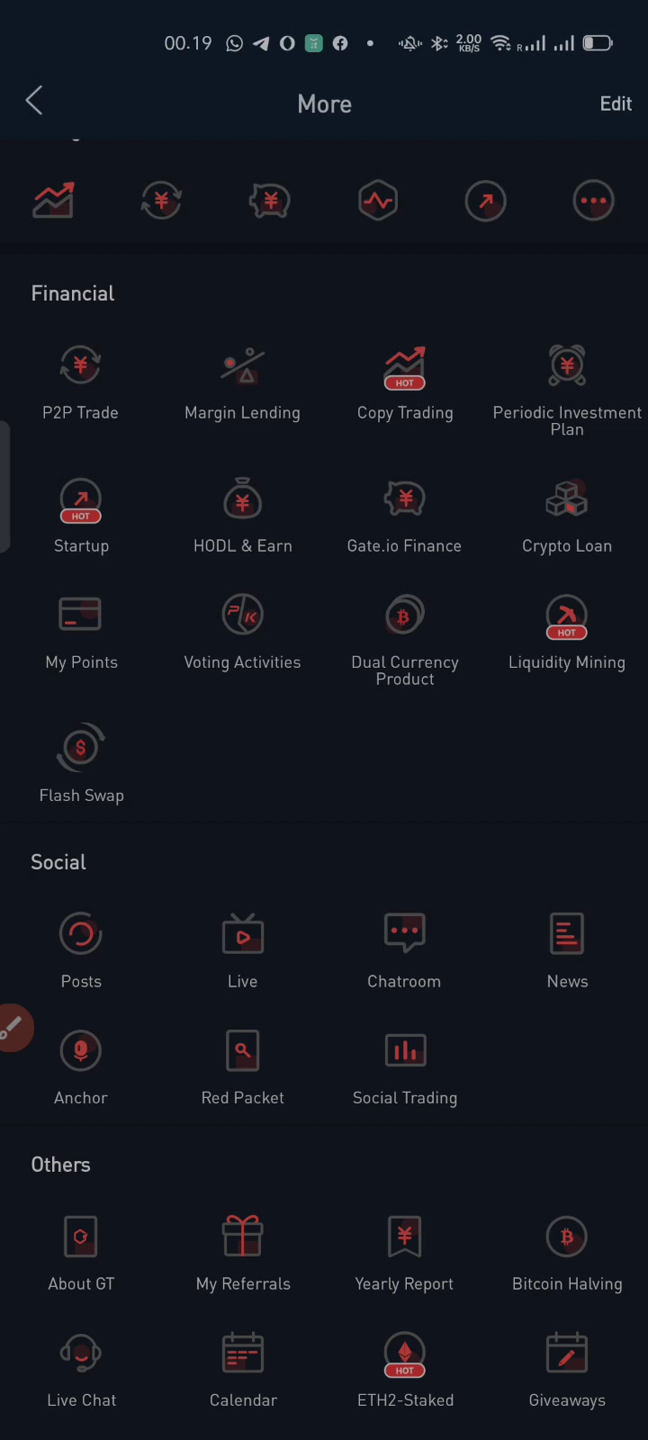 00.19 2.00 KB/S R
More Edit
Financial
P2P Trade Margin Lending Copy Trading Periodic Investment Plan
HOT
Startup HODL & Earn Gate.io Finance Crypto Loan
HOT
My Points Voting Activities Dual Currency Product Liquidity Mining
HOT
Flash Swap
Social
Posts Live Chatroom News
Anchor Red Packet Social Trading
Others
About GT My Referrals Yearly Report Bitcoin Halving
HOT
Live Chat Calendar ETH2-Staked Giveaways